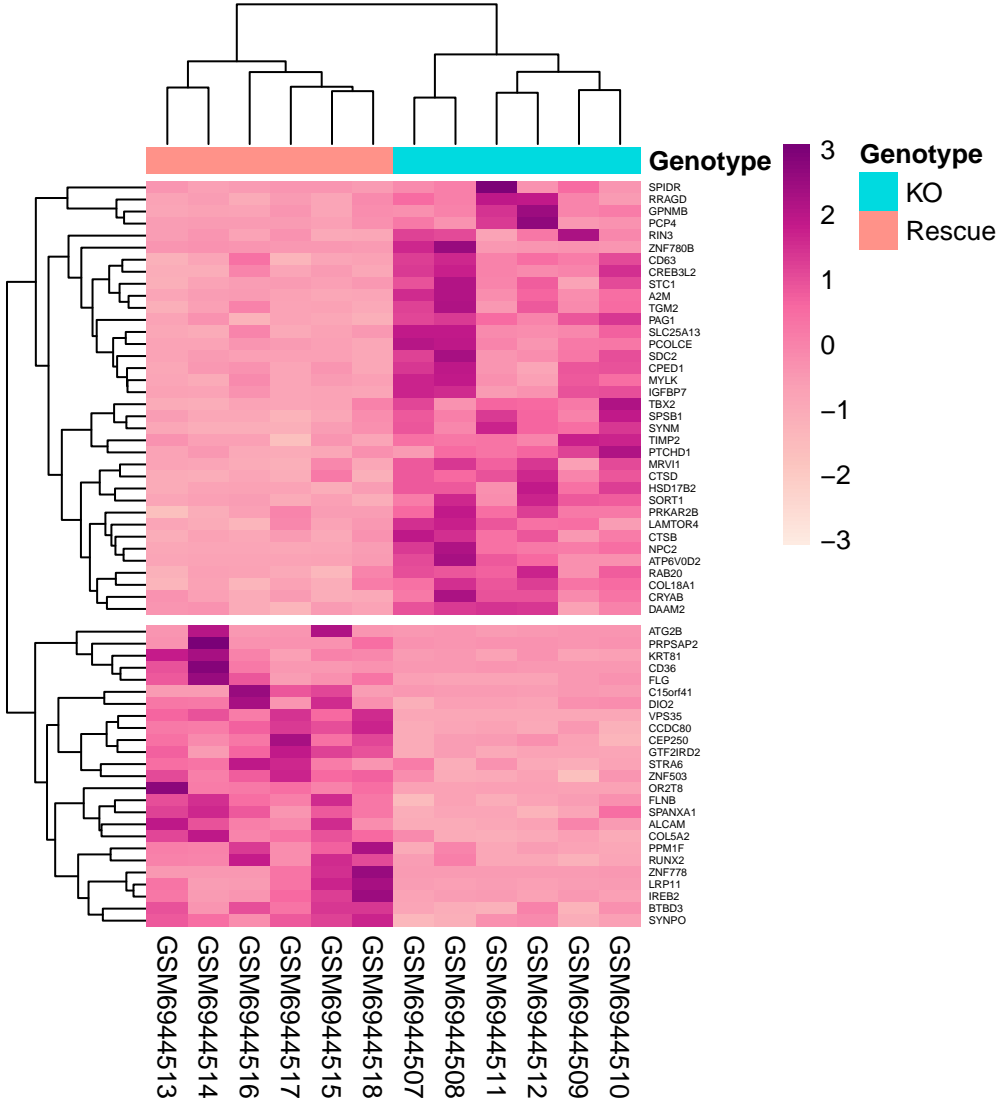 Genotype
SPIDR
RRAGD
GPNMB
PCP4
RIN3
ZNF780B
CD63
CREB3L2
STC1
A2M
TGM2
PAG1
SLC25A13
PCOLCE
SDC2
CPED1
MYLK
IGFBP7
TBX2
SPSB1
SYNM
TIMP2
PTCHD1
MRVI1
CTSD
HSD17B2
SORT1
PRKAR2B
LAMTOR4
CTSB
NPC2
ATP6V0D2
RAB20
COL18A1
CRYAB
DAAM2
ATG2B
PRPSAP2
KRT81
CD36
FLG
C15orf41
DIO2
VPS35
CCDC80
CEP250
GTF2IRD2
STRA6
ZNF503
OR2T8
FLNB
SPANXA1
ALCAM
COL5A2
PPM1F
RUNX2
ZNF778
LRP11
IREB2
BTBD3
SYNPO
GSM6944513
GSM6944514
GSM6944516
GSM6944517
GSM6944515
GSM6944518
GSM6944507
GSM6944508
GSM6944511
GSM6944512
GSM6944509
GSM6944510
3
2
1
0
−1
−2
−3
Genotype
KO
Rescue